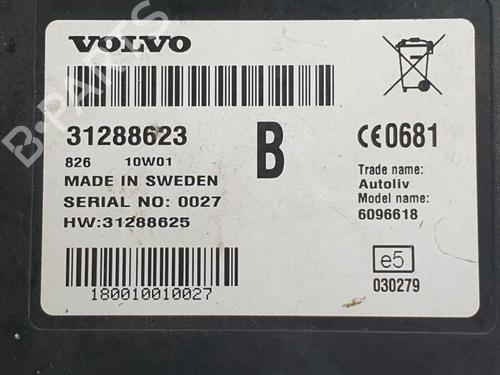 VOLVO
31288623
826 10W01
MADE IN SWEDEN
SERIAL NO: 0027
HW:31288625
180010010027
B
CE0681
Trade name:
Autoliv
Model name:
6096618
e5
030279
B-PARTS